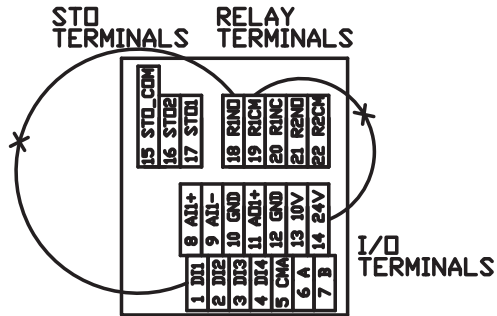 STO TERMINALS
RELAY TERMINALS
15 STO_COM
16 STO2
17 STO1
18 R1NO
19 R1CM
20 R1NC
21 R2NO
22 R2CM
8 AI1+
9 AI1-
10 GND
11 AO1+
12 GND
13 10V
14 24V
1 DI1
2 DI2
3 DI3
4 DI4
5 CMA
6 A
7 B
I/O TERMINALS